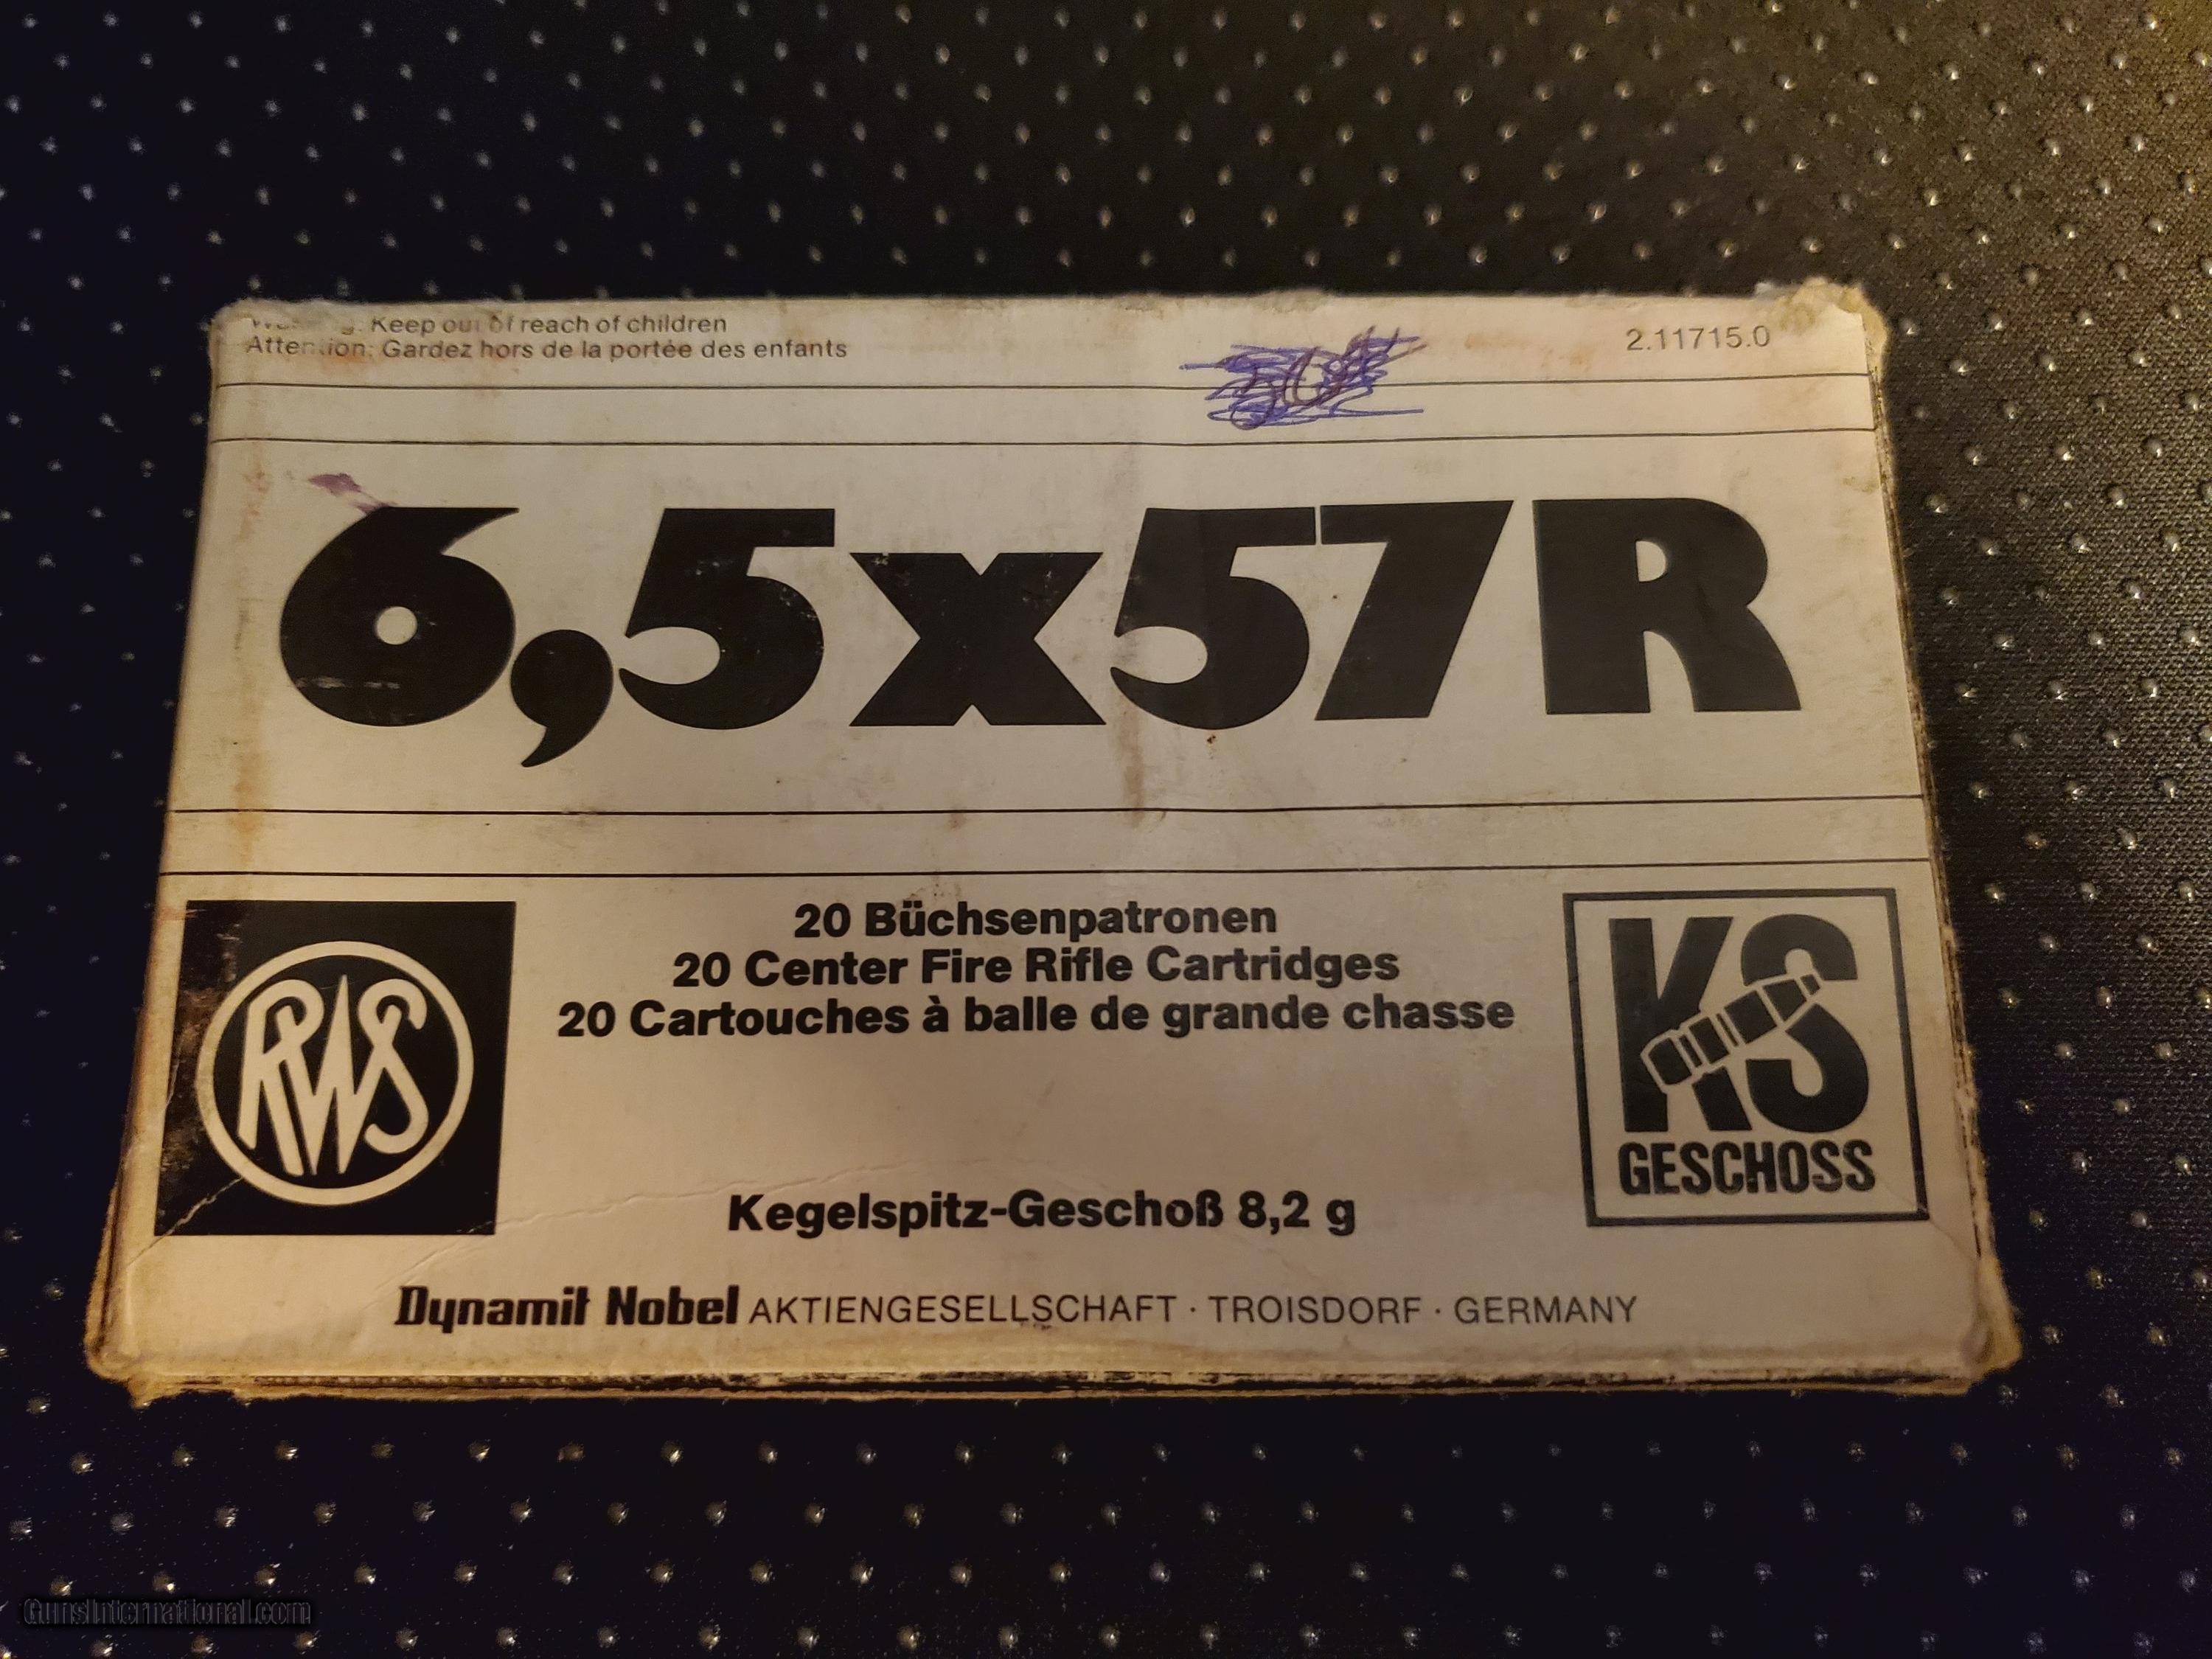 Keep out of reach of children
Attention: Gardez hors de la portée des enfants
2.11715.0
6,5x57R
RWS
20 Büchsenpatronen
20 Center Fire Rifle Cartridges
20 Cartouches à balle de grande chasse
KS
GESCHOSS
Kegelspitz-Geschoß 8,2 g
Dynamit Nobel AKTIENGESELLSCHAFT · TROISDORF · GERMANY
GunsInternational.com